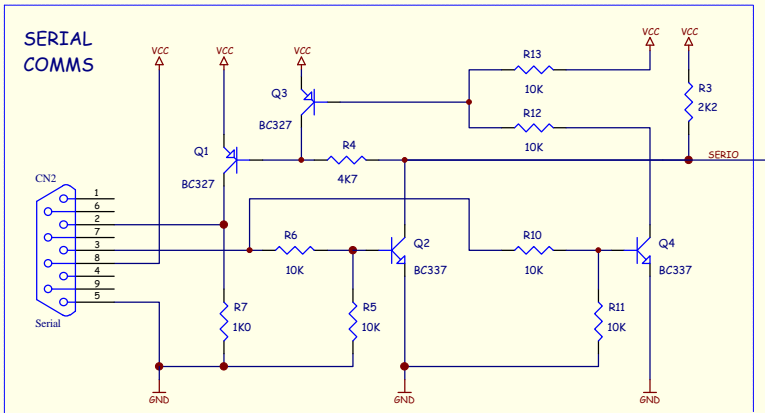 SERIAL
COMMS
VCC
VCC
VCC
VCC
VCC
R13
10K
R3
2K2
Q3
BC327
R12
10K
Q1
BC327
R4
4K7
SERIO
CN2
1
6
2
7
3
8
4
9
5
Serial
R6
10K
Q2
BC337
R10
10K
Q4
BC337
R7
1K0
R5
10K
R11
10K
GND
GND
GND